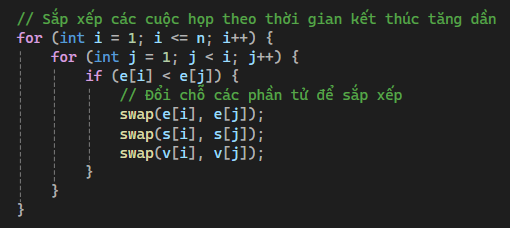 // Sắp xếp các cuộc họp theo thời gian kết thúc tăng dần
for (int i = 1; i <= n; i++) {
    for (int j = 1; j < i; j++) {
        if (e[i] < e[j]) {
            // Đổi chỗ các phần tử để sắp xếp
            swap(e[i], e[j]);
            swap(s[i], s[j]);
            swap(v[i], v[j]);
        }
    }
}